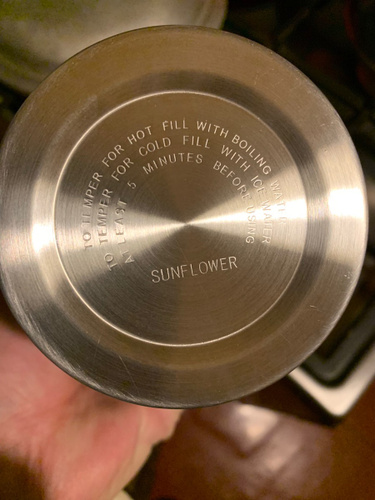 TO TEMPER FOR HOT FILL WITH BOILING WATER
TO TEMPER FOR COLD FILL WITH ICE WATER
AT LEAST 5 MINUTES BEFORE USING
SUNFLOWER